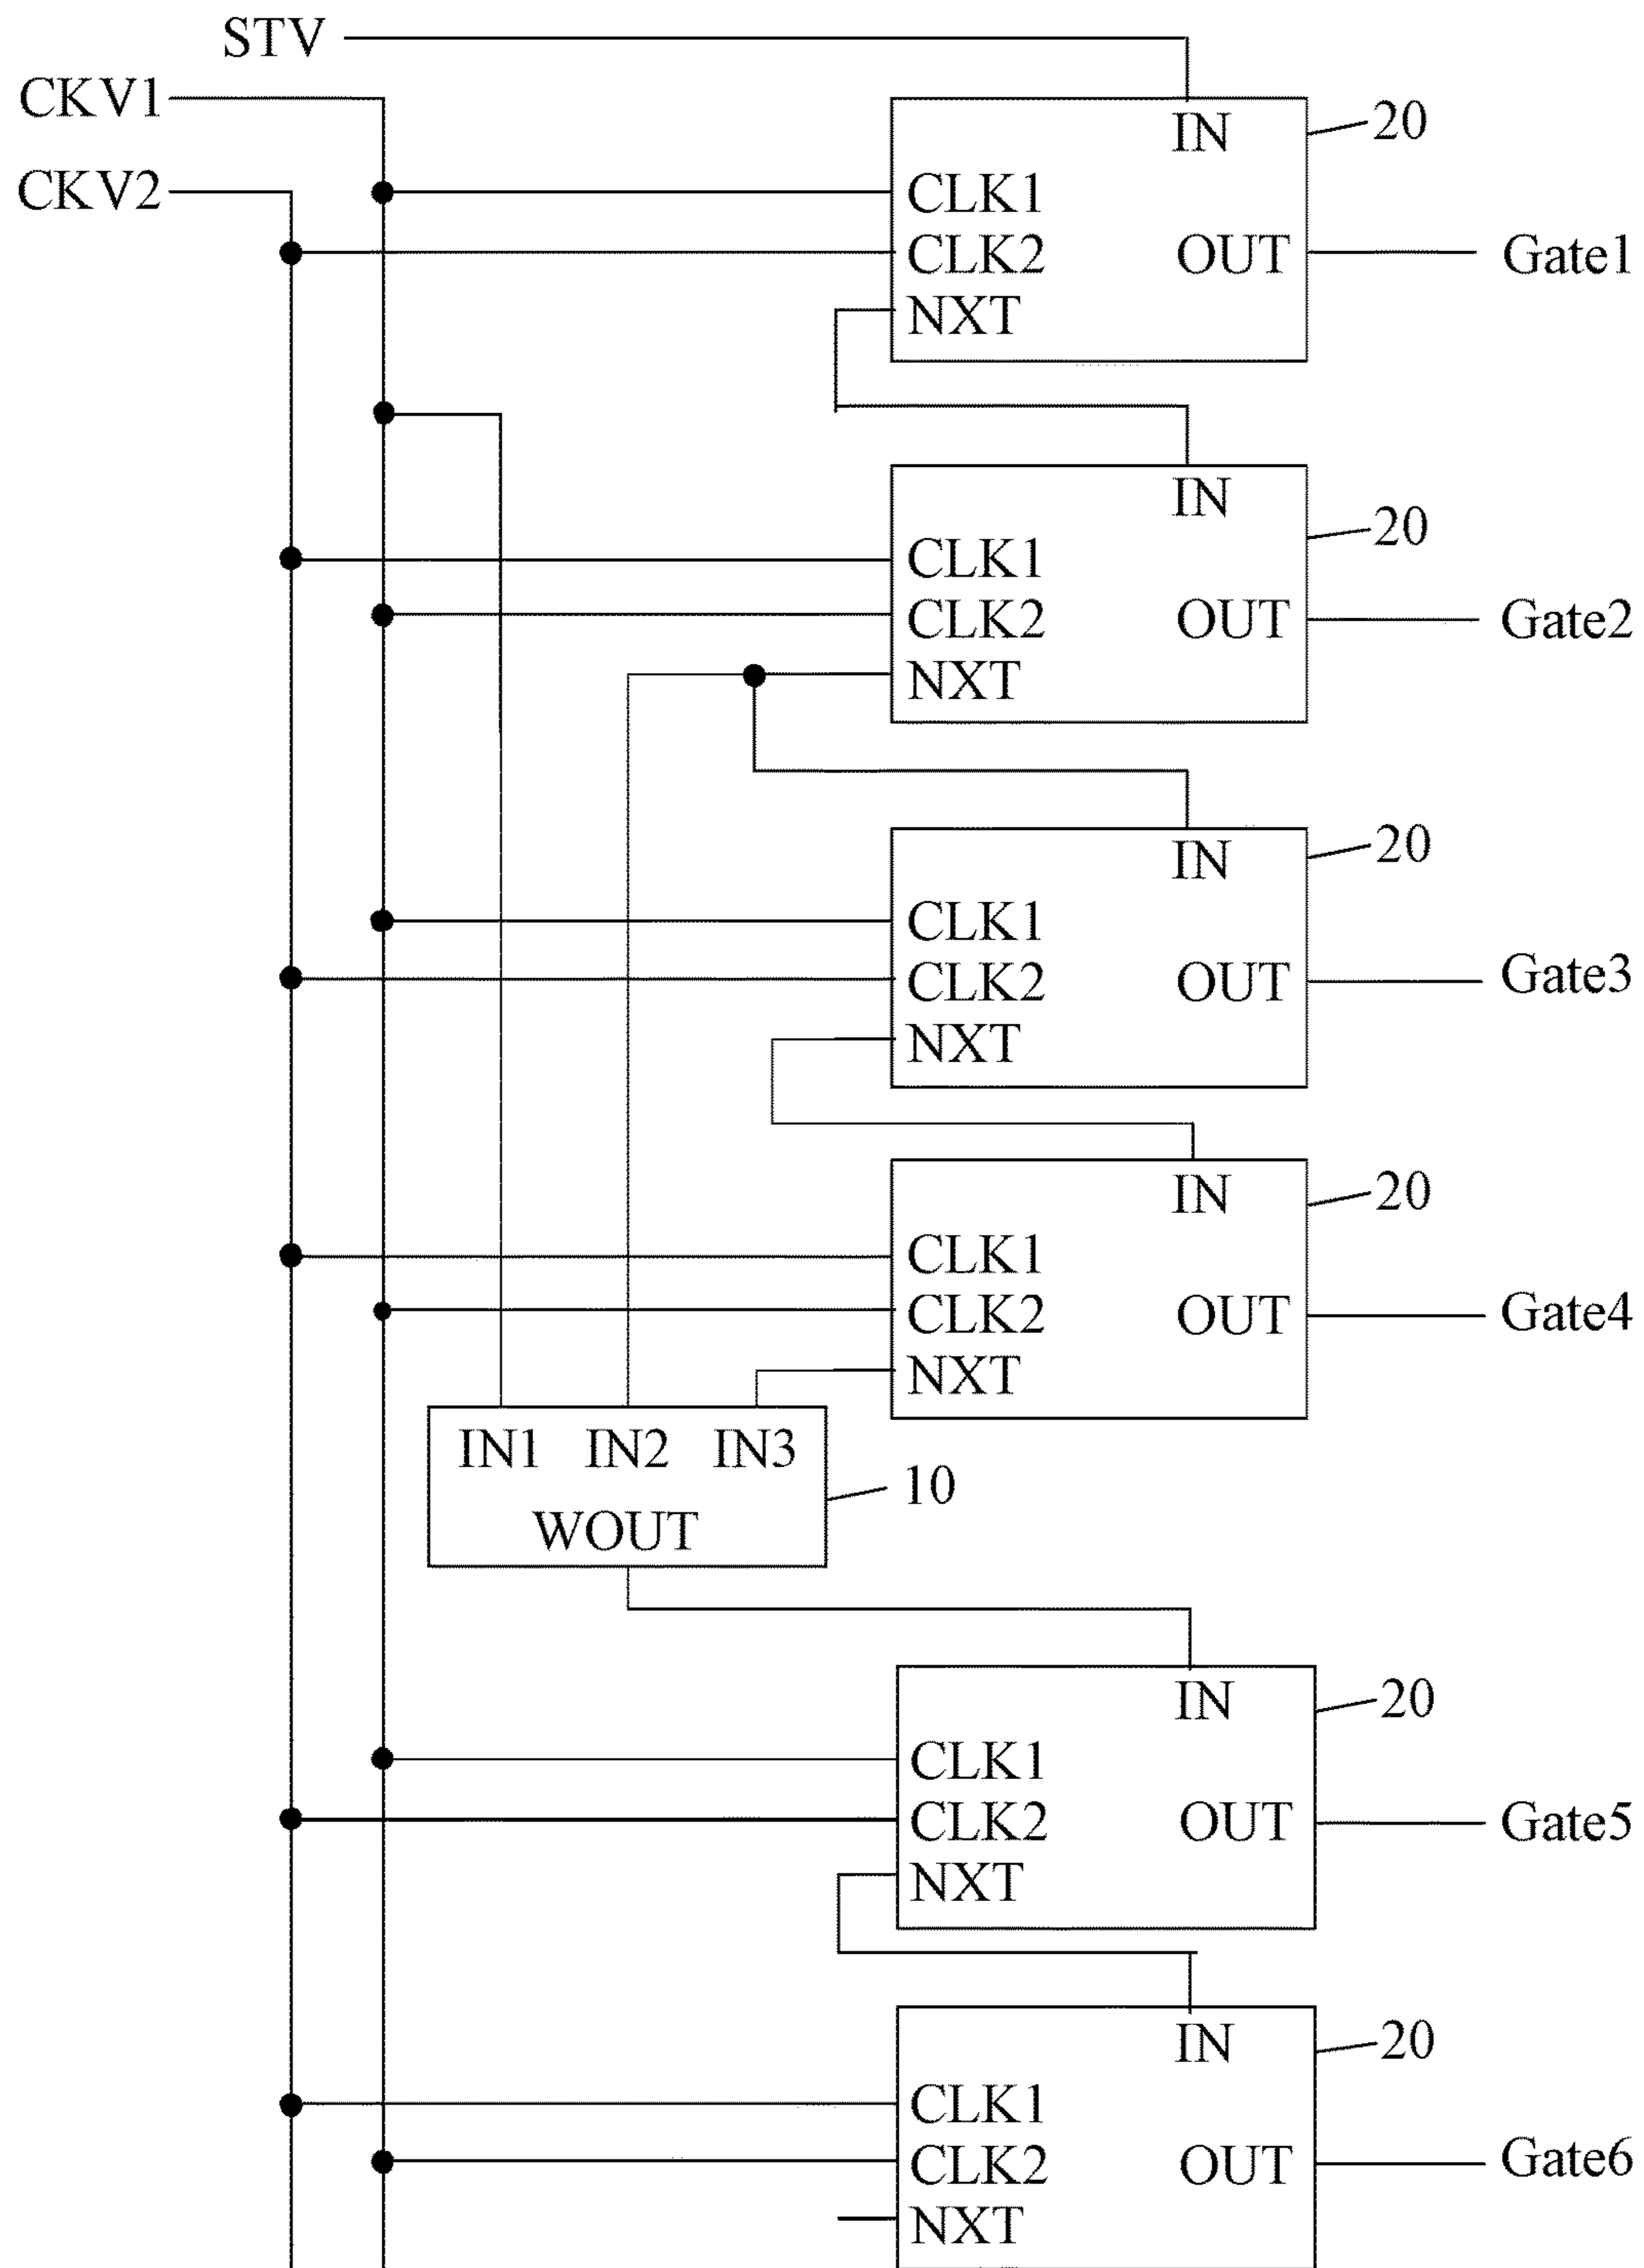 STV
CKV1
CKV2
IN
20
CLK1
CLK2
OUT
Gate1
NXT
IN
20
CLK1
CLK2
OUT
Gate2
NXT
IN
20
CLK1
CLK2
OUT
Gate3
NXT
IN
20
CLK1
CLK2
OUT
Gate4
NXT
IN1 IN2 IN3
10
WOUT
IN
20
CLK1
CLK2
OUT
Gate5
NXT
IN
20
CLK1
CLK2
OUT
Gate6
NXT